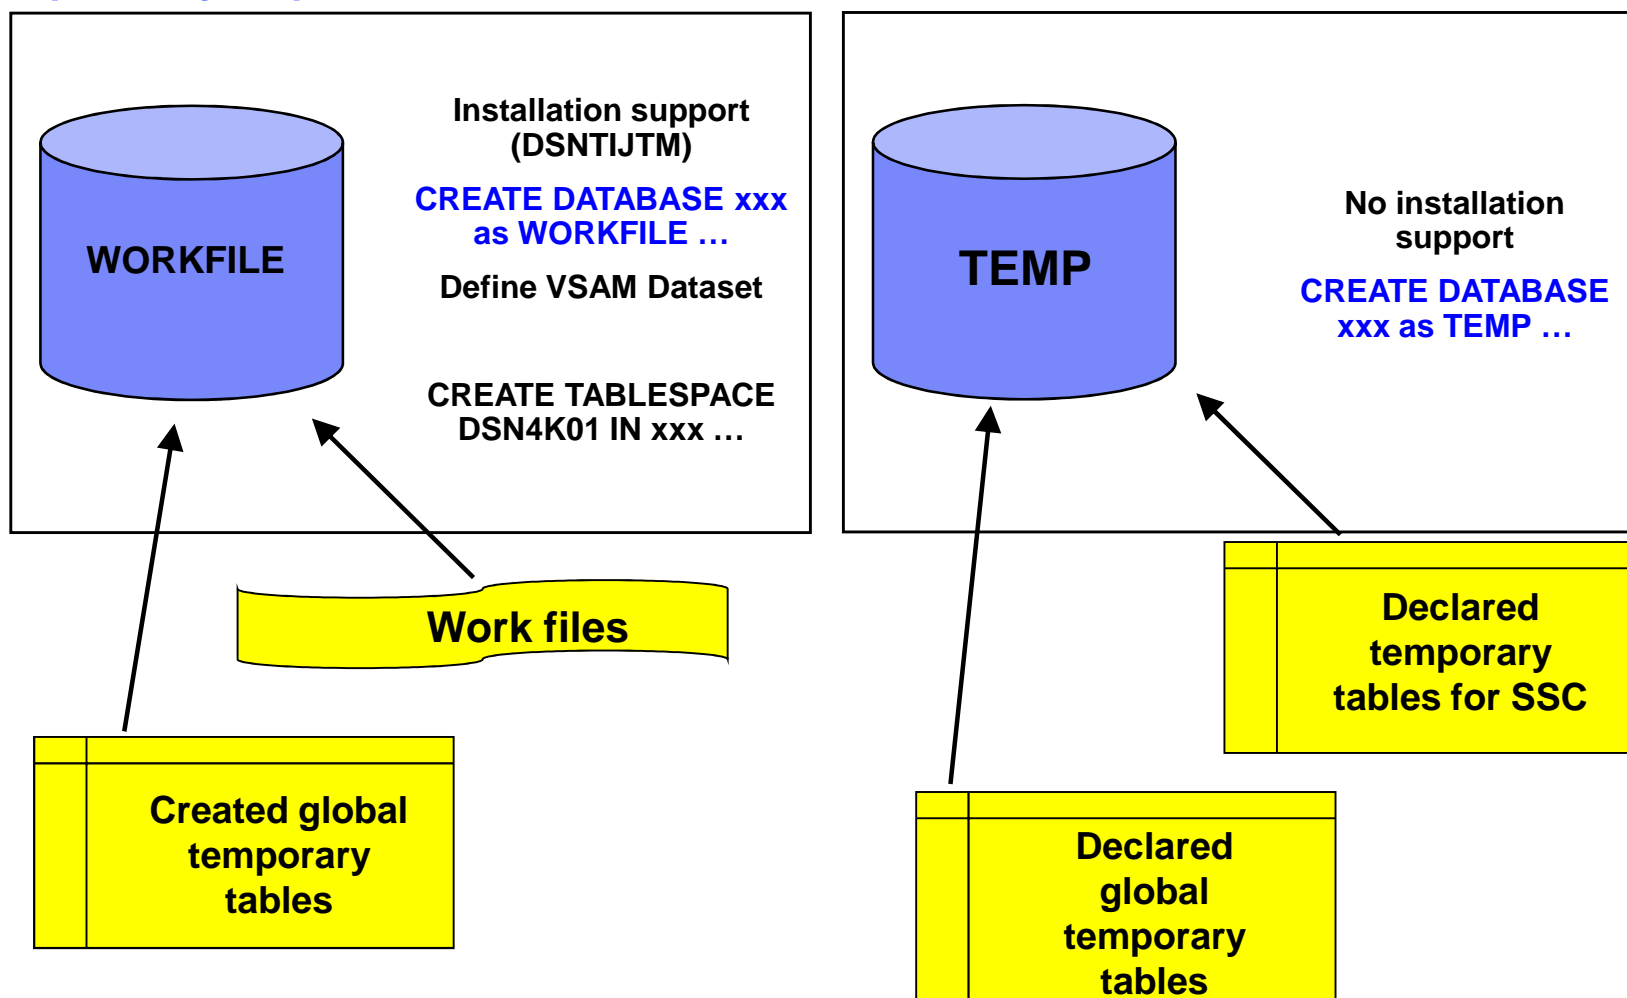 WORKFILE
Installation support
(DSNTIJTM)
CREATE DATABASE xxx
as WORKFILE …
Define VSAM Dataset
CREATE TABLESPACE
DSN4K01 IN xxx …
TEMP
No installation
support
CREATE DATABASE
xxx as TEMP …
Work files
Created global
temporary
tables
Declared
temporary
tables for SSC
Declared
global
temporary
tables